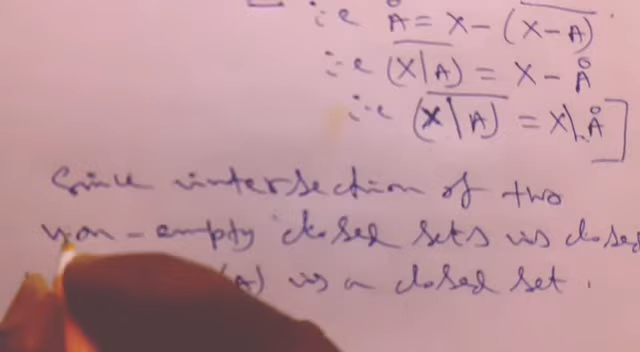 i.e Å = X - (X̅-̅A̅)
i.e (X̅|̅A̅) = X - Å
i.e (X̅\̅A̅) = X\Å]
Since intersection of two
non-empty closed sets is closed
(A) is a closed set.